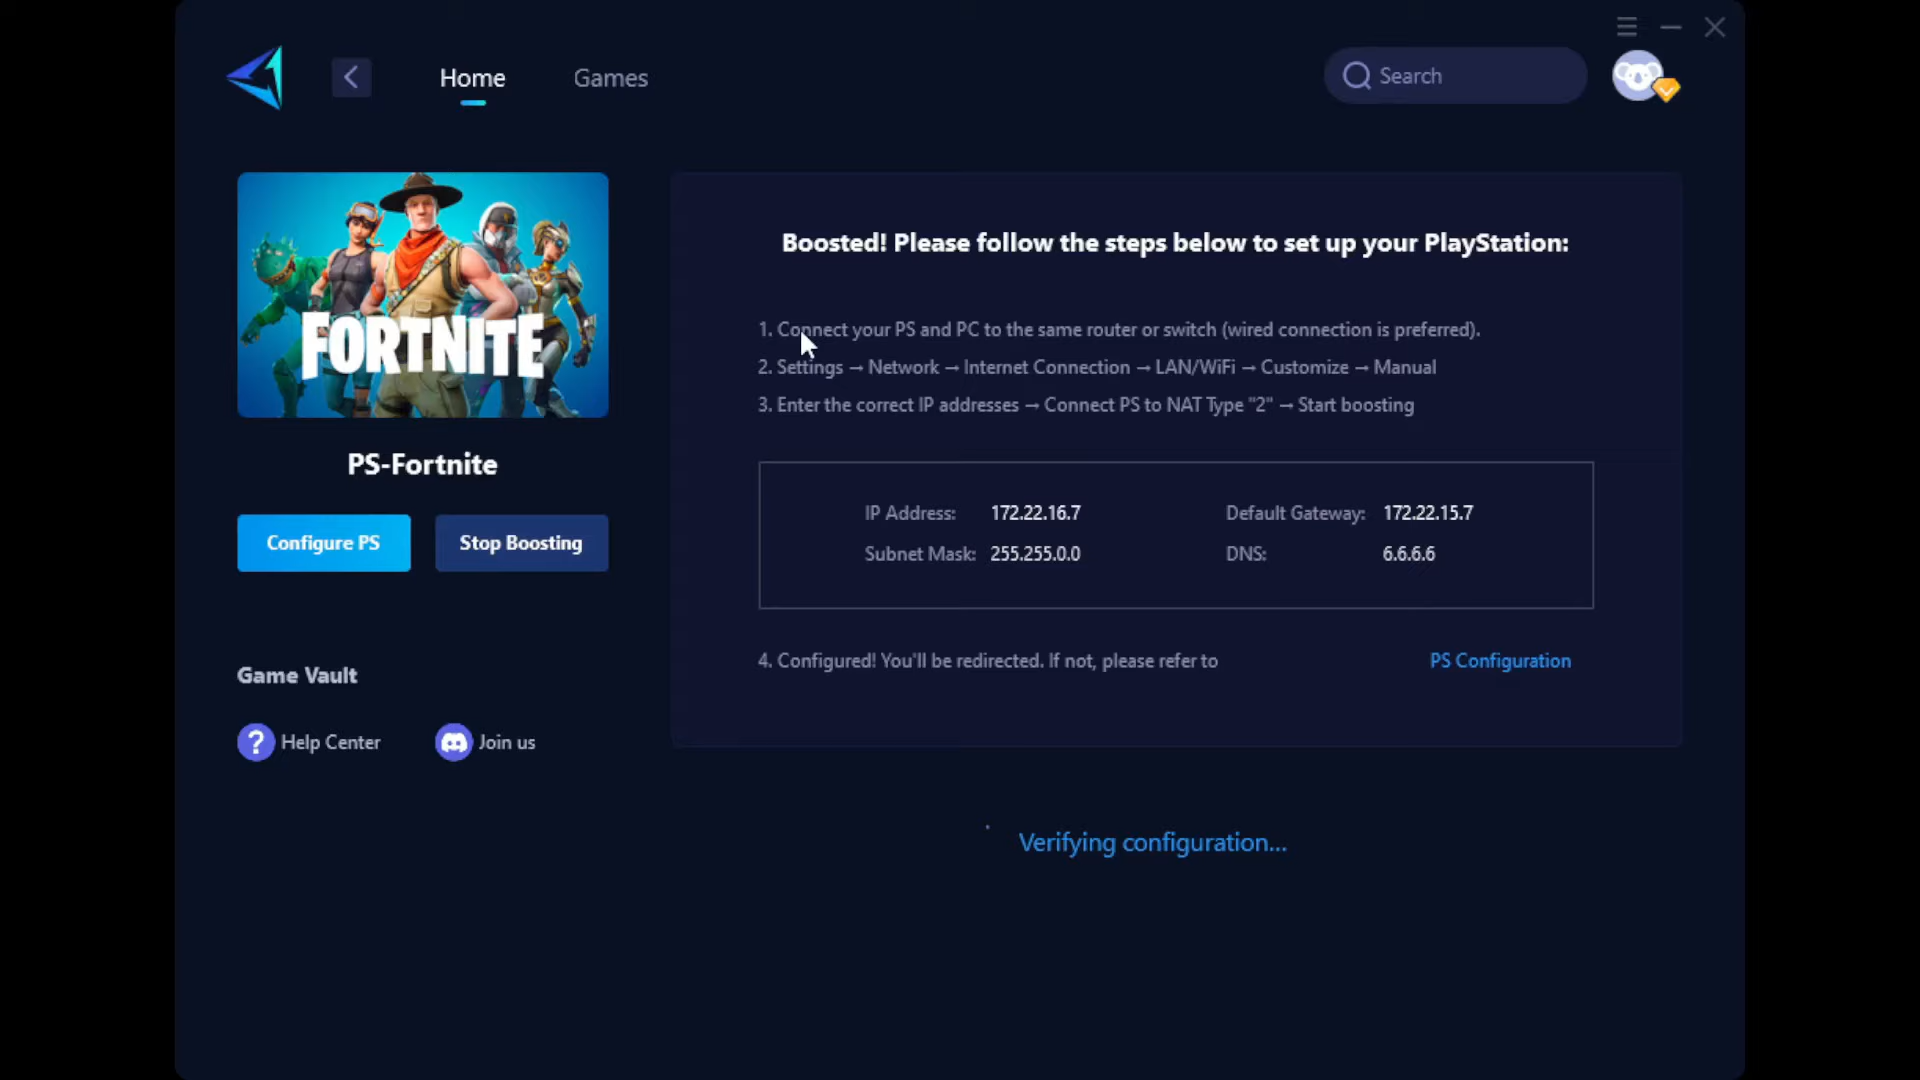 Home
Games
Search
FORTNITE
PS-Fortnite
Configure PS
Stop Boosting
Game Vault
Help Center
Join us
Boosted! Please follow the steps below to set up your PlayStation:
1. Connect your PS and PC to the same router or switch (wired connection is preferred).
2. Settings → Network → Internet Connection → LAN/WiFi → Customize → Manual
3. Enter the correct IP addresses → Connect PS to NAT Type "2" → Start boosting
IP Address: 172.22.16.7 Default Gateway: 172.22.15.7
Subnet Mask: 255.255.0.0 DNS: 6.6.6.6
4. Configured! You'll be redirected. If not, please refer to PS Configuration
Verifying configuration...